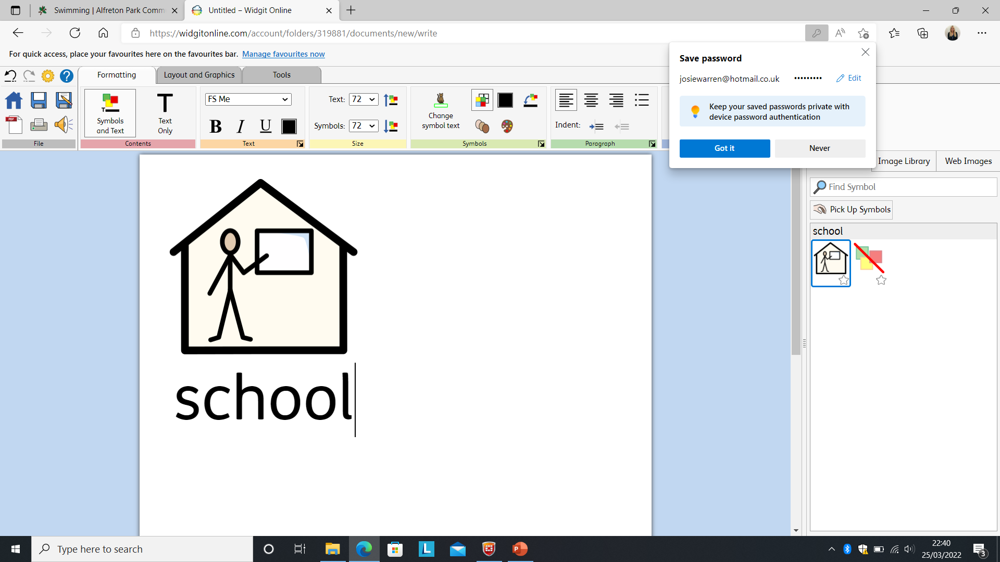 Swimming | Alfreton Park Comm
Untitled – Widgit Online
https://widgitonline.com/account/folders/319881/documents/new/write
For quick access, place your favourites here on the favourites bar. Manage favourites now
Save password
josiewarren@hotmail.co.uk ••••••••• Edit
Keep your saved passwords private with
device password authentication
Got it Never
Formatting Layout and Graphics Tools
PDF
File
Symbols
and Text
T
Text
Only
Contents
FS Me
B I U
Text
Text: 72
Symbols: 72
Size
Change
symbol text
Symbols
Indent:
Paragraph
Image Library Web Images
Find Symbol
Pick Up Symbols
school
school
Type here to search
L
P
22:40
25/03/2022
3